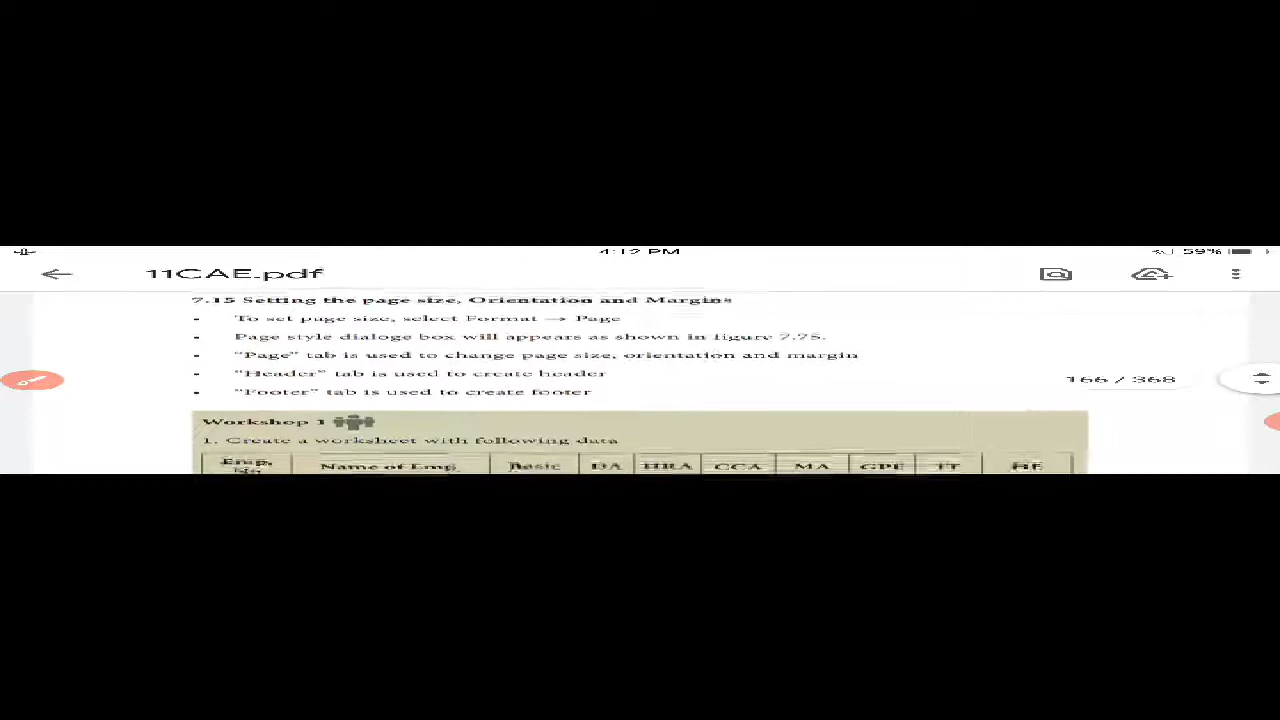 4:12 PM
59%
11CAE.pdf
7.15 Setting the page size, Orientation and Margins
• To set page size, select Format → Page
• Page style dialoge box will appears as shown in figure 7.75.
• "Page" tab is used to change page size, orientation and margin
• "Header" tab is used to create header
• "Footer" tab is used to create footer
166 / 368
Workshop 1
1. Create a worksheet with following data
Emp. Name of Emp. Basic DA HRA CCA MA GPF IT